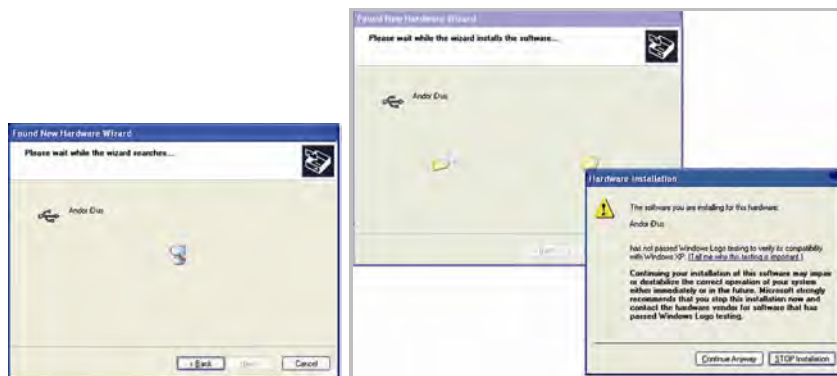 Found New Hardware Wizard
Please wait while the wizard searches...
Andor iDus
< Back
Cancel
Found New Hardware Wizard
Please wait while the wizard installs the software...
Andor iDus
Hardware Installation
The software you are installing for this hardware:
Andor iDus
has not passed Windows Logo testing to verify its compatibility
with Windows XP. (Tell me why this testing is important.)
Continuing your installation of this software may impair
or destabilize the correct operation of your system
either immediately or in the future. Microsoft strongly
recommends that you stop this installation now and
contact the hardware vendor for software that has
passed Windows Logo testing.
Continue Anyway
STOP Installation